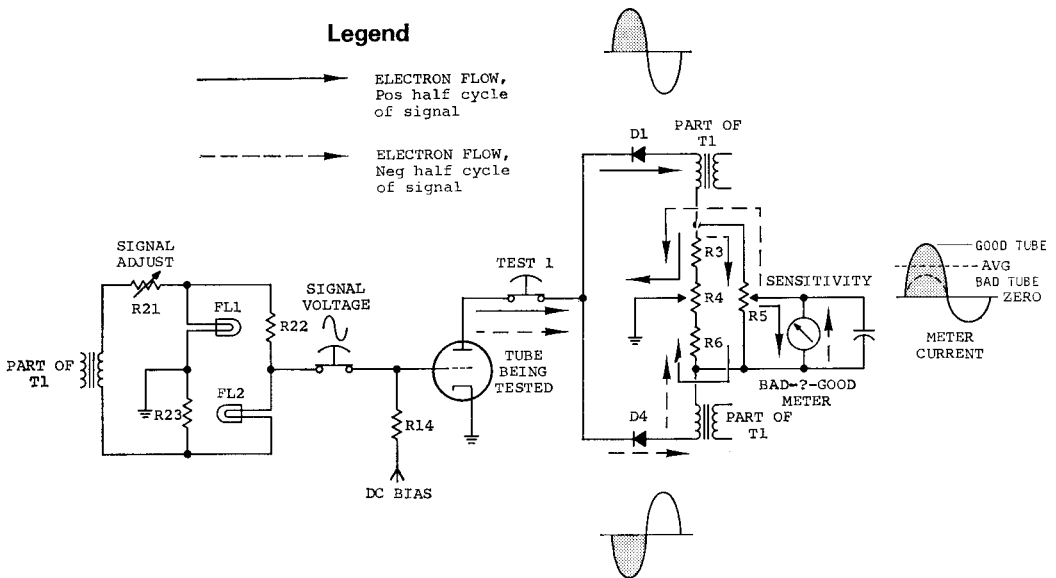 Legend
ELECTRON FLOW,
Pos half cycle
of signal
ELECTRON FLOW,
Neg half cycle
of signal
SIGNAL
ADJUST
R21
FL1
R22
PART OF
T1
R23
FL2
SIGNAL
VOLTAGE
R14
DC BIAS
TEST 1
TUBE
BEING
TESTED
D1
PART OF
T1
R3
R4
R5
R6
SENSITIVITY
BAD-?-GOOD
METER
D4
PART OF
T1
GOOD TUBE
AVG
BAD TUBE
ZERO
METER
CURRENT